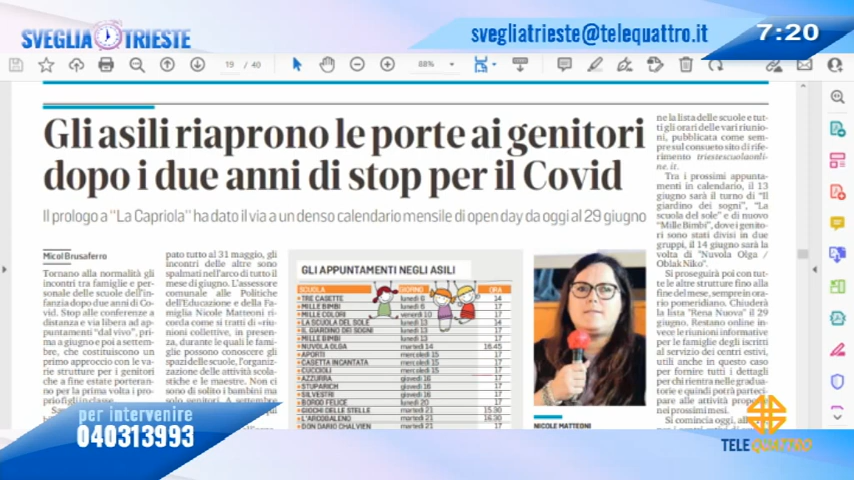 SVEGLIA TRIESTE
svegliatrieste@telequattro.it
7:20
19 / 40
88%
Gli asili riaprono le porte ai genitori
dopo i due anni di stop per il Covid
Il prologo a "La Capriola" ha dato il via a un denso calendario mensile di open day da oggi al 29 giugno
Micol Brusaferro
Tornano alla normalità gli
incontri tra famiglie e per-
sonale delle scuole dell'in-
fanzia dopo due anni di Co-
vid. Stop alle conferenze a
distanza e via libera ad ap-
puntamenti "dal vivo", pri-
ma a giugno e poi a settem-
bre, che costituiscono un
primo approccio con le va-
rie strutture per i genitori
che a fine estate porteran-
no per la prima volta i pro-
pri figli in classe.
pato tutto al 31 maggio, gli
incontri delle altre sono
spalmati nell'arco di tutto il
mese di giugno. L'assessore
comunale alle Politiche
dell'Educazione e della Fa-
miglia Nicole Matteoni ri-
corda come si tratti di «riu-
nioni collettive, in presen-
za, durante le quali le fami-
glie possono conoscere gli
spazi delle scuole, l'organiz-
zazione delle attività scola-
stiche e le maestre. Non ci
sono di solito i bambini ma
solo genitori. A settembre
GLI APPUNTAMENTI NEGLI ASILI
SCUOLA GIORNO ORA
TRE CASETTE lunedì 6 14
MILLE BIMBI lunedì 6 17
MILLE COLORI venerdì 10 17
LA SCUOLA DEL SOLE lunedì 13 14
IL GIARDINO DEI SOGNI lunedì 13 14
MILLE BIMBI lunedì 13 17
NUVOLA OLGA martedì 14 16.45
APORTI mercoledì 15 17
CASETTA INCANTATA mercoledì 15 17
CUCCIOLI mercoledì 15 17
AZZURRA giovedì 16 17
STUPARICH giovedì 16 17
SILVESTRI giovedì 16 17
BORGO FELICE lunedì 20 17
GIOCHI DELLE STELLE martedì 21 15.30
L'ARCOBALENO martedì 21 16.30
DON DARIO CHALVIEN martedì 21 17
NICOLE MATTEONI
ne la lista delle scuole e tut-
ti gli orari delle vari riunio-
ni, pubblicata come sem-
pre sul consueto sito di rife-
rimento triestescuolaonli-
ne.it.
Tra i prossimi appunta-
menti in calendario, il 13
giugno sarà il turno di "Il
giardino dei sogni", "La
scuola del sole" e di nuovo
"Mille Bimbi", dove i genito-
ri sono stati divisi in due
gruppi, il 14 giugno sarà la
volta di "Nuvola Olga /
Oblak Niko".
Si proseguirà poi con tut-
te le altre strutture fino alla
fine del mese, sempre in ora-
rio pomeridiano. Chiuderà
la lista "Rena Nuova" il 29
giugno. Restano online in-
vece le riunioni informative
per le famiglie degli iscritti
al servizio dei centri estivi,
utili anche in questo caso
per fornire tutti i dettagli
per chi rientra nelle gradua-
torie e quindi potrà parteci-
pare alle attività proposte
nei prossimi mesi.
Si comincia oggi, al
per intervenire
040313993
TELEQUATTRO